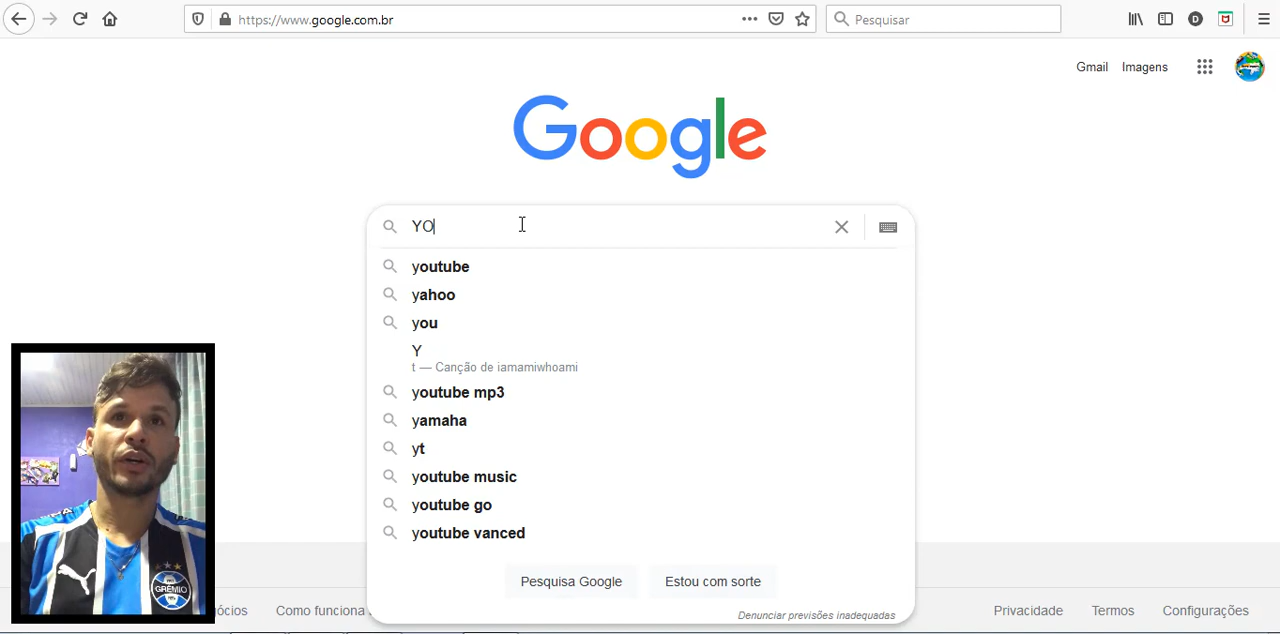 https://www.google.com.br
Pesquisar
Gmail Imagens
Google
YO
youtube
yahoo
you
Y
t — Canção de iamamiwhoami
youtube mp3
yamaha
yt
youtube music
youtube go
youtube vanced
Pesquisa Google Estou com sorte
Denunciar previsões inadequadas
Como funciona
Privacidade Termos Configurações
GRÊMIO